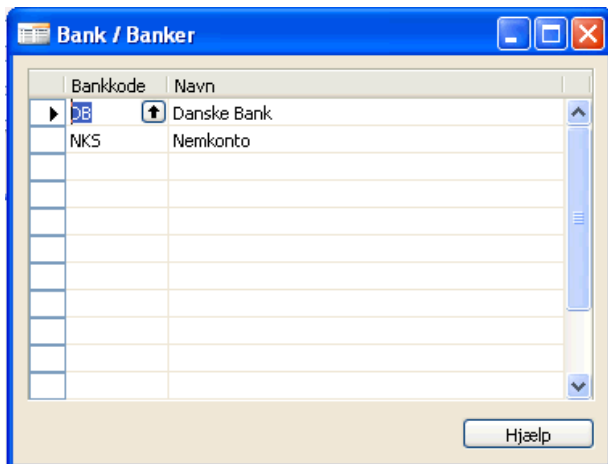 Bank / Banker
Bankkode Navn
DB Danske Bank
NKS Nemkonto
Hjælp